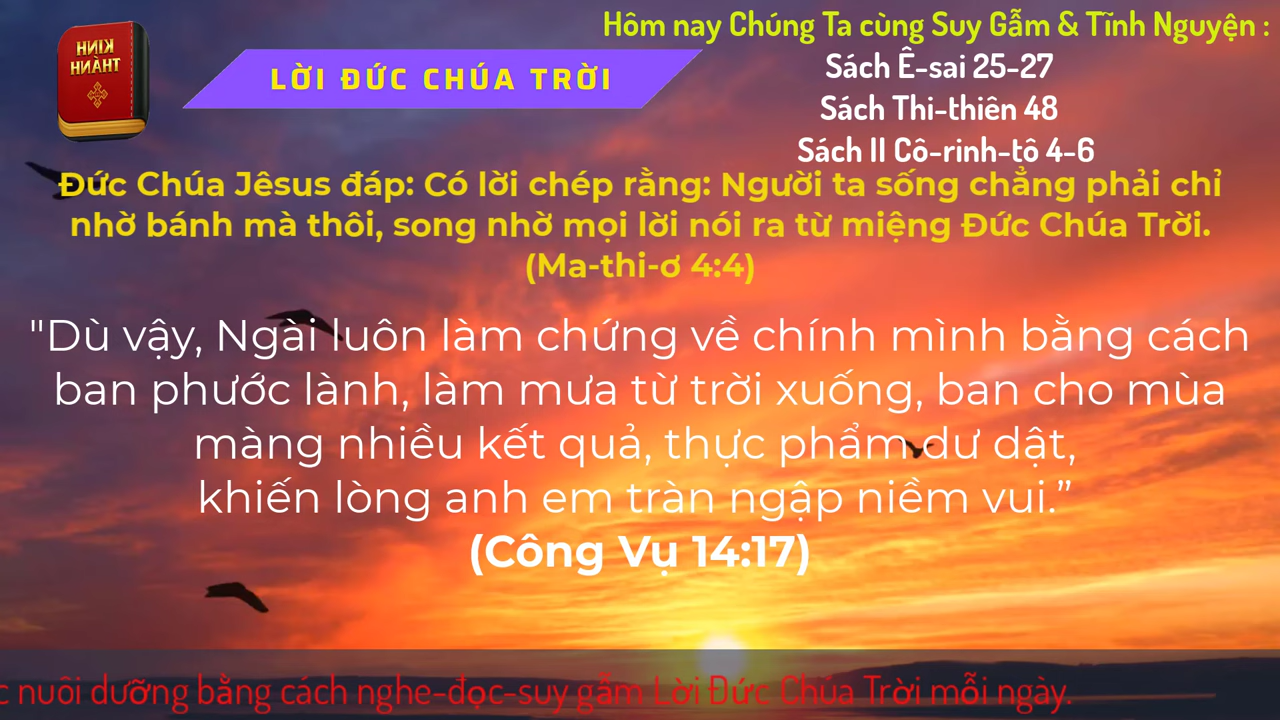 KINH
THÁNH
LỜI ĐỨC CHÚA TRỜI
Hôm nay Chúng Ta cùng Suy Gẫm & Tĩnh Nguyện :
Sách Ê-sai 25-27
Sách Thi-thiên 48
Sách II Cô-rinh-tô 4-6
Đức Chúa Jêsus đáp: Có lời chép rằng: Người ta sống chẳng phải chỉ
nhờ bánh mà thôi, song nhờ mọi lời nói ra từ miệng Đức Chúa Trời.
(Ma-thi-ơ 4:4)
"Dù vậy, Ngài luôn làm chứng về chính mình bằng cách
ban phước lành, làm mưa từ trời xuống, ban cho mùa
màng nhiều kết quả, thực phẩm dư dật,
khiến lòng anh em tràn ngập niềm vui.”
(Công Vụ 14:17)
c nuôi dưỡng bằng cách nghe-đọc-suy gẫm Lời Đức Chúa Trời mỗi ngày.